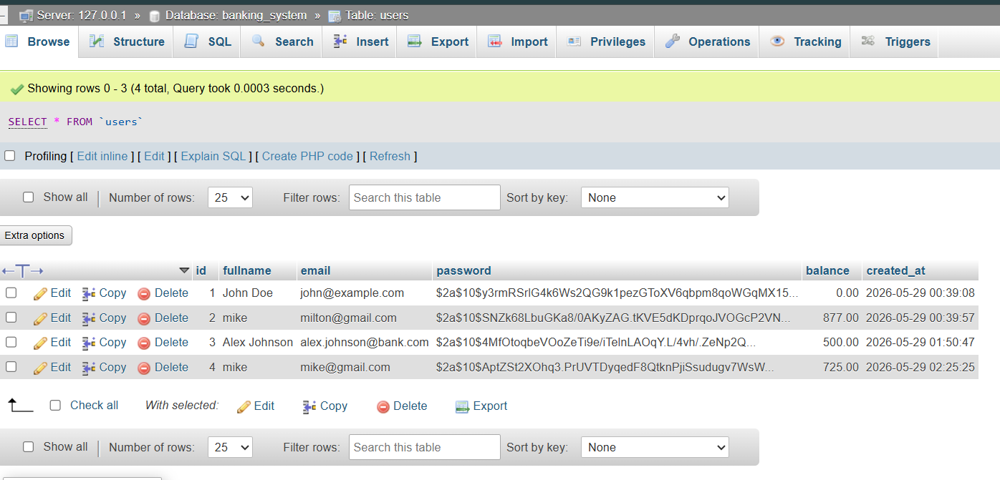 Server: 127.0.0.1 » Database: banking_system » Table: users
Browse Structure SQL Search Insert Export Import Privileges Operations Tracking Triggers
Showing rows 0 - 3 (4 total, Query took 0.0003 seconds.)
SELECT * FROM `users`
Profiling [ Edit inline ] [ Edit ] [ Explain SQL ] [ Create PHP code ] [ Refresh ]
Show all Number of rows: 25 Filter rows: Search this table Sort by key: None
Extra options
id fullname email password balance created_at
Edit Copy Delete 1 John Doe john@example.com $2a$10$y3rmRSrlG4k6Ws2QG9k1pezGToXV6qbpm8qoWGqMX15... 0.00 2026-05-29 00:39:08
Edit Copy Delete 2 mike milton@gmail.com $2a$10$SNZk68LbuGKa8/0AKyZAG.tKVE5dKDprqoJVOGcP2VN... 877.00 2026-05-29 00:39:57
Edit Copy Delete 3 Alex Johnson alex.johnson@bank.com $2a$10$4MfOtoqbeVOoZeTi9e/iTelnLAOqY.L/4vh/.ZeNp2Q... 500.00 2026-05-29 01:50:47
Edit Copy Delete 4 mike mike@gmail.com $2a$10$AptZSt2XOhq3.PrUVTDyqedF8QtknPjiSsudugv7WsW... 725.00 2026-05-29 02:25:25
Check all With selected: Edit Copy Delete Export
Show all Number of rows: 25 Filter rows: Search this table Sort by key: None